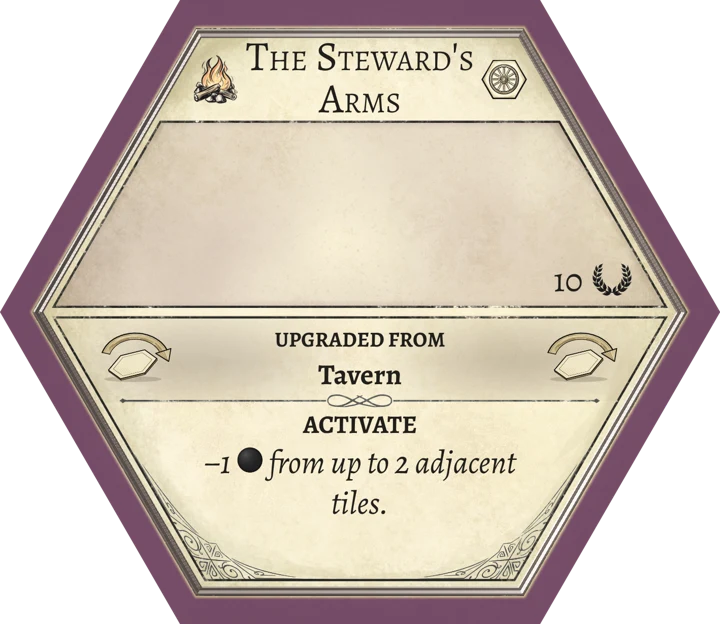 The Steward's
Arms
10
UPGRADED FROM
Tavern
ACTIVATE
–1 from up to 2 adjacent
tiles.